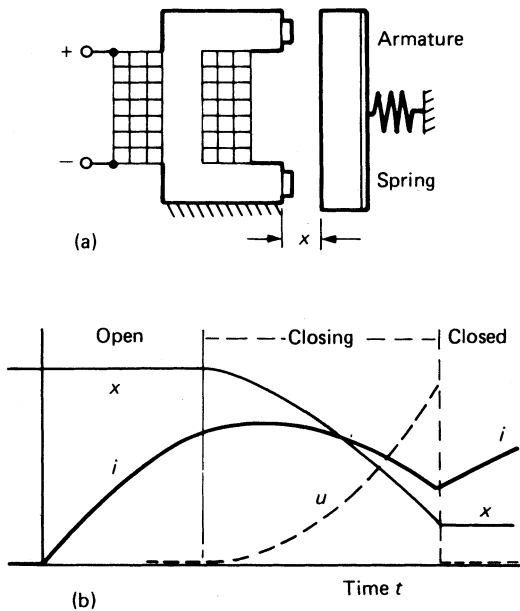 +
Armature
−
Spring
(a)
x
Open
Closing
Closed
x
i
i
u
x
Time t
(b)